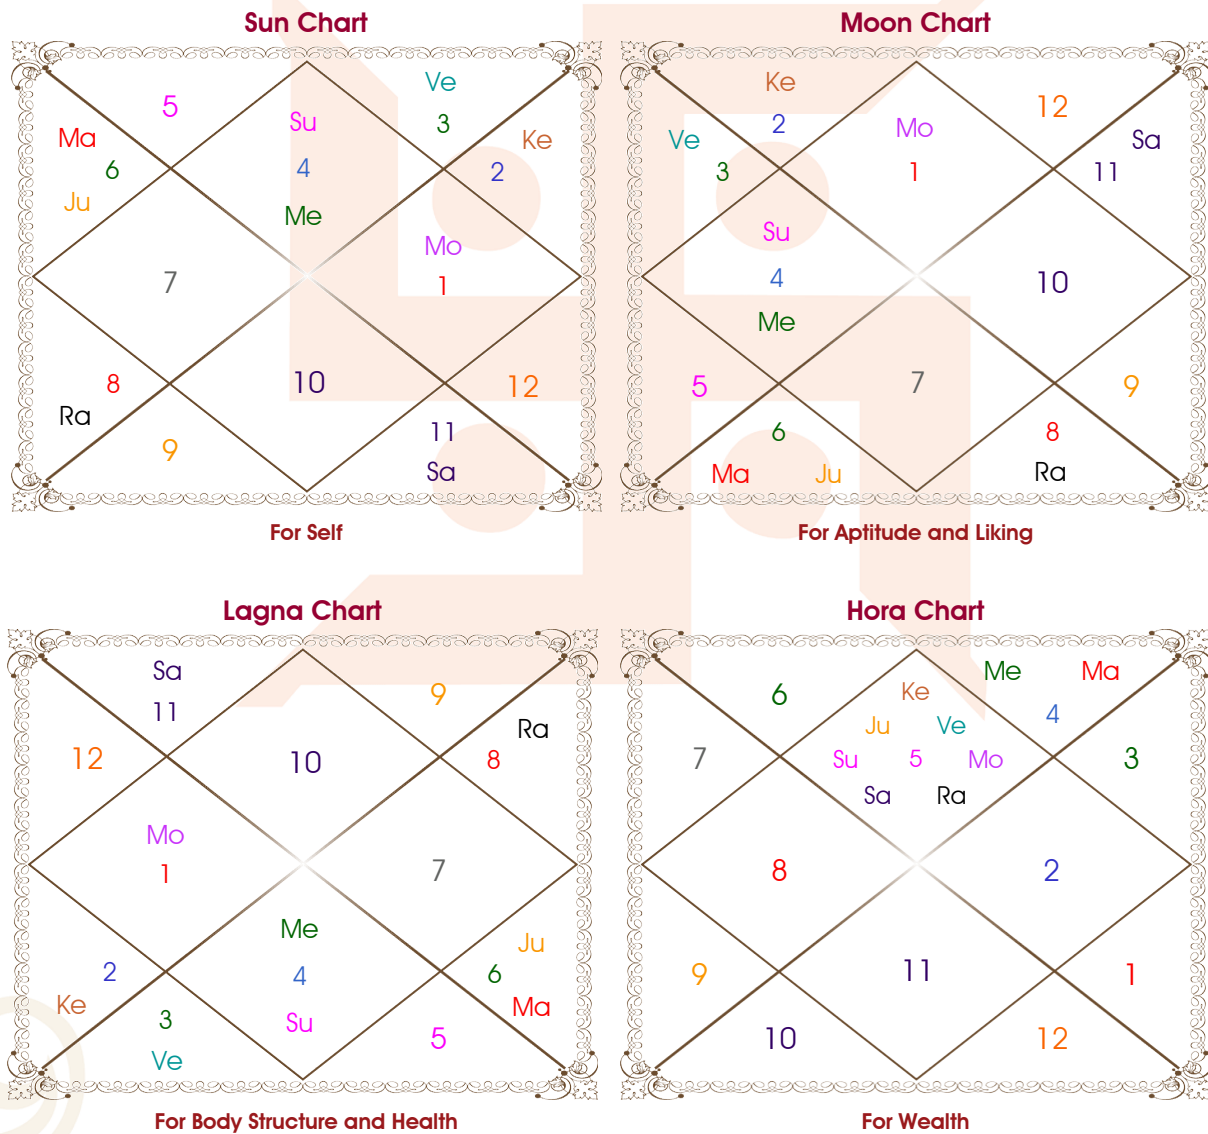 Sun Chart
Ve
5
Su
3
Ma
Ke
6
4
2
Ju
Me
Mo
7
1
8
10
12
Ra
9
11
Sa
For Self
Moon Chart
Ke
12
2
Mo
Ve
Sa
3
1
11
Su
4
10
Me
5
7
9
6
8
Ma
Ju
Ra
For Aptitude and Liking
Lagna Chart
Sa
9
11
Ra
12
10
8
Mo
1
7
Me
Ju
2
4
6
Ke
Ma
3
Su
5
Ve
For Body Structure and Health
Hora Chart
Me Ma
6
Ke
4
Ju Ve
7
Su 5 Mo
3
Sa Ra
8
2
9
11
1
10
12
For Wealth